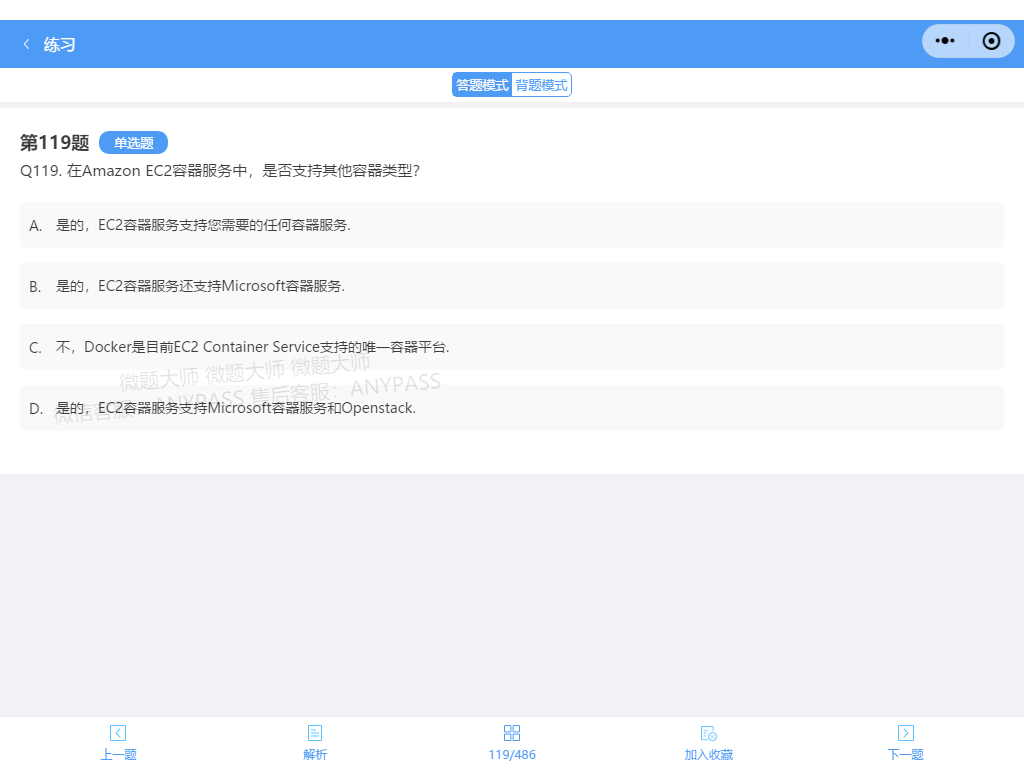 练习
答题模式 背题模式
第119题 单选题
Q119. 在Amazon EC2容器服务中，是否支持其他容器类型?
A. 是的，EC2容器服务支持您需要的任何容器服务.
B. 是的，EC2容器服务还支持Microsoft容器服务.
C. 不，Docker是目前EC2 Container Service支持的唯一容器平台.
微题大师 微题大师 微题大师
D. 是的，EC2容器服务支持Microsoft容器服务和Openstack.
微信客服：ANYPASS 售后客服：ANYPASS
上一题 解析 119/486 加入收藏 下一题